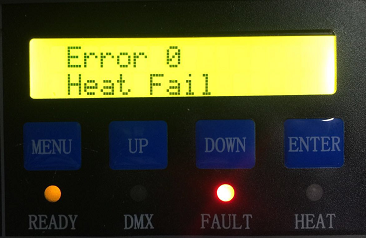 Error 0
Heat Fail
MENU UP DOWN ENTER
READY DMX FAULT HEAT